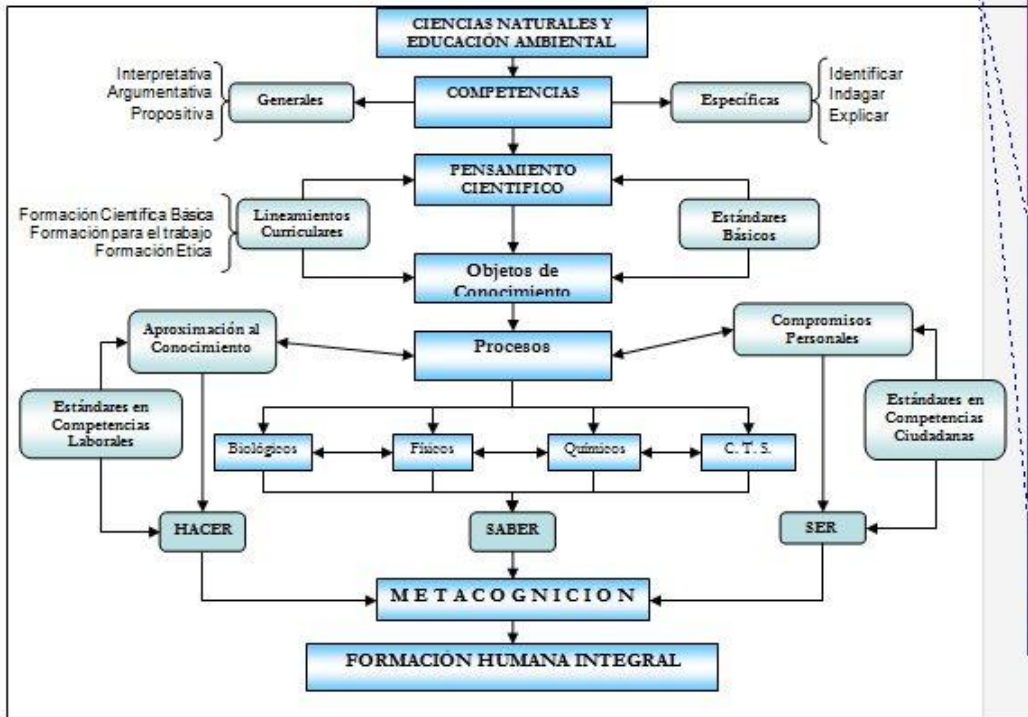 CIENCIAS NATURALES Y
EDUCACIÓN AMBIENTAL
Interpretativa
Argumentativa
Propositiva
Generales
COMPETENCIAS
Específicas
Identificar
Indagar
Explicar
PENSAMIENTO
CIENTIFICO
Formación Científica Básica
Formación para el trabajo
Formación Etica
Lineamientos
Curriculares
Estándares
Básicos
Objetos de
Conocimiento
Aproximación al
Conocimiento
Procesos
Compromisos
Personales
Estándares en
Competencias
Laborales
Estándares en
Competencias
Ciudadanas
Biológicos
Físicos
Químicos
C. T. S.
HACER
SABER
SER
METACOGNICION
FORMACIÓN HUMANA INTEGRAL